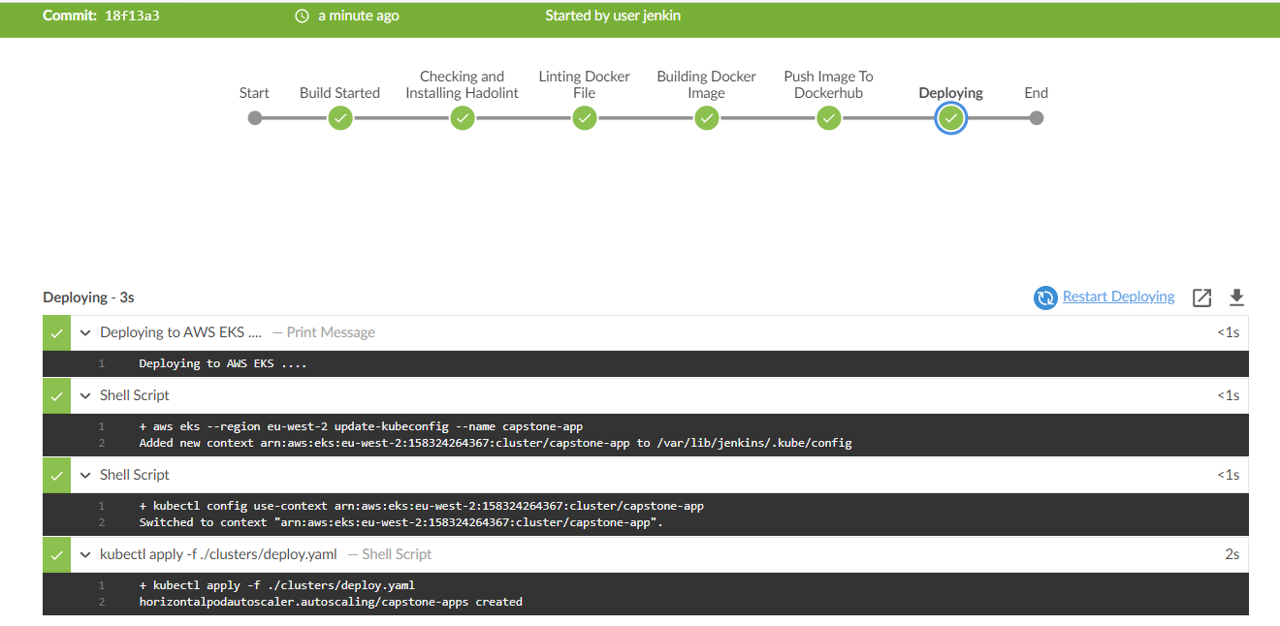 Commit: 18f13a3 a minute ago Started by user jenkin
Start
Build Started
Checking and
Installing Hadolint
Linting Docker
File
Building Docker
Image
Push Image To
Dockerhub
Deploying
End
Deploying - 3s
Restart Deploying
Deploying to AWS EKS .... — Print Message <1s
1 Deploying to AWS EKS ....
Shell Script <1s
1 + aws eks --region eu-west-2 update-kubeconfig --name capstone-app
2 Added new context arn:aws:eks:eu-west-2:158324264367:cluster/capstone-app to /var/lib/jenkins/.kube/config
Shell Script <1s
1 + kubectl config use-context arn:aws:eks:eu-west-2:158324264367:cluster/capstone-app
2 Switched to context "arn:aws:eks:eu-west-2:158324264367:cluster/capstone-app".
kubectl apply -f ./clusters/deploy.yaml — Shell Script 2s
1 + kubectl apply -f ./clusters/deploy.yaml
2 horizontalpodautoscaler.autoscaling/capstone-apps created